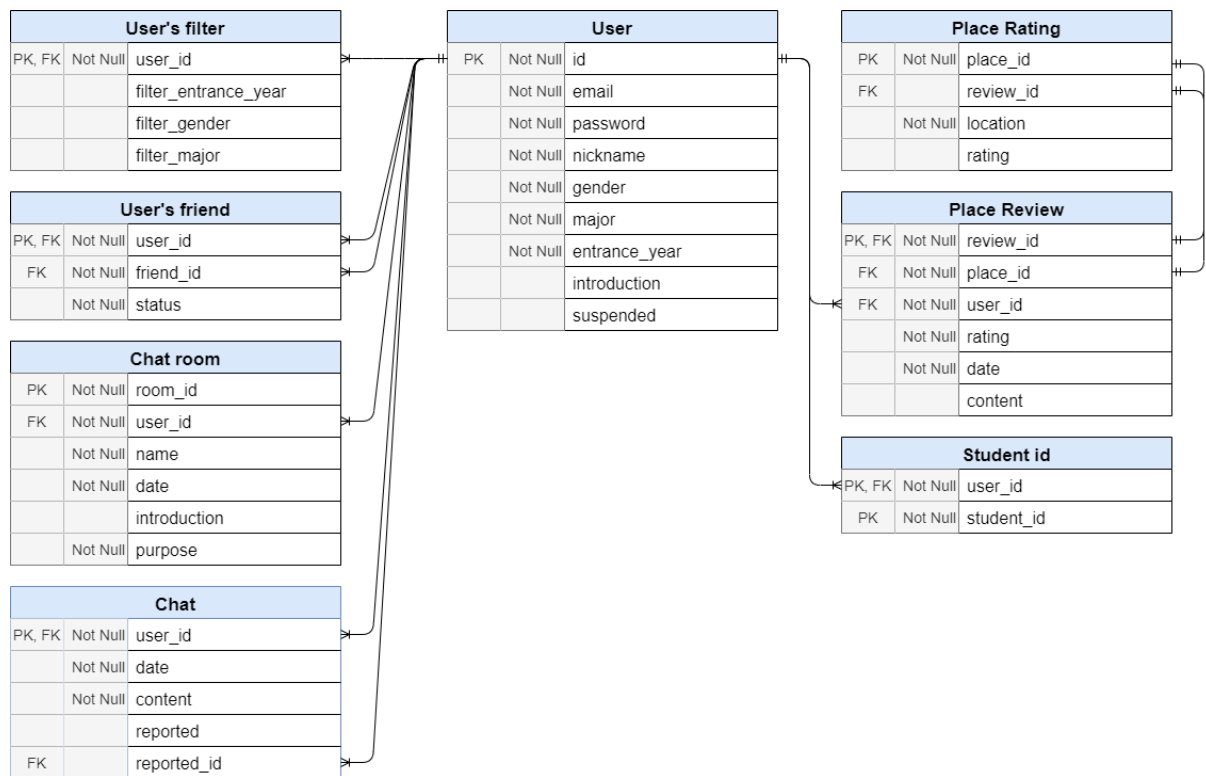 User's filter
PK, FK Not Null user_id
filter_entrance_year
filter_gender
filter_major
User's friend
PK, FK Not Null user_id
FK Not Null friend_id
Not Null status
Chat room
PK Not Null room_id
FK Not Null user_id
Not Null name
Not Null date
introduction
Not Null purpose
Chat
PK, FK Not Null user_id
Not Null date
Not Null content
reported
FK reported_id
User
PK Not Null id
Not Null email
Not Null password
Not Null nickname
Not Null gender
Not Null major
Not Null entrance_year
introduction
suspended
Place Rating
PK Not Null place_id
FK review_id
Not Null location
rating
Place Review
PK, FK Not Null review_id
FK Not Null place_id
FK Not Null user_id
Not Null rating
Not Null date
content
Student id
PK, FK Not Null user_id
PK Not Null student_id